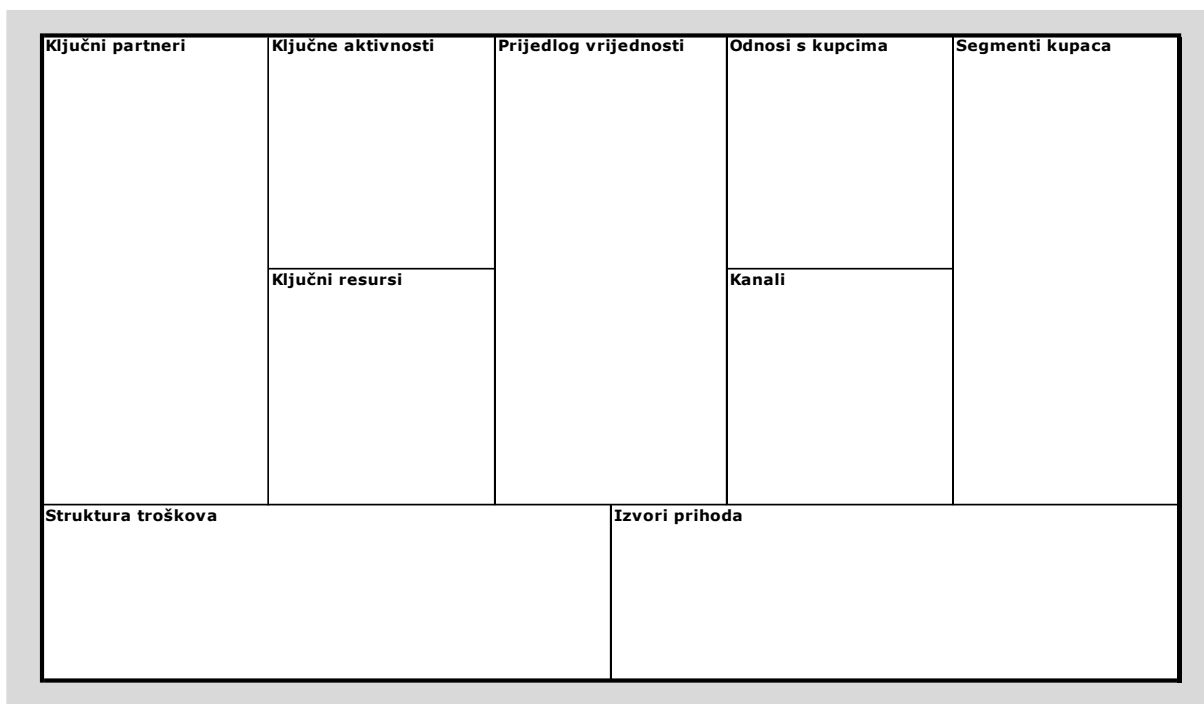 Ključni partneri
Ključne aktivnosti
Prijedlog vrijednosti
Odnosi s kupcima
Segmenti kupaca
Ključni resursi
Kanali
Struktura troškova
Izvori prihoda